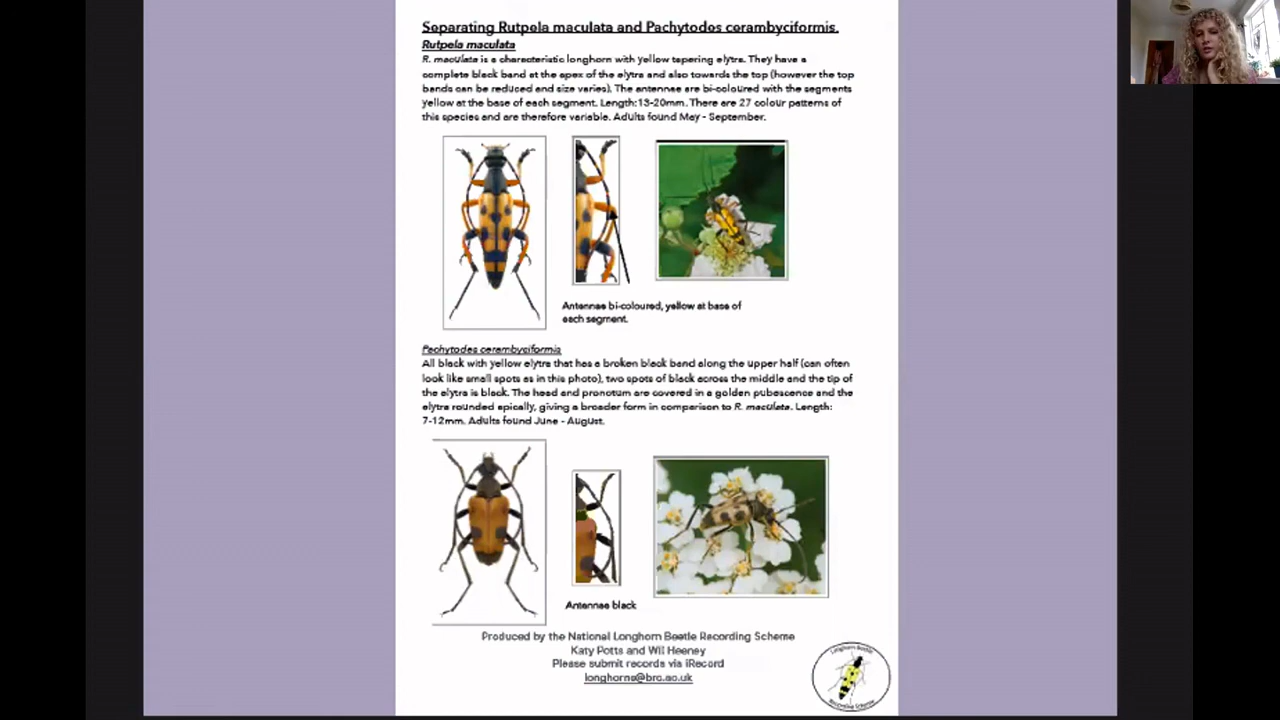 Separating Rutpela maculata and Pachytodes cerambyciformis.
Rutpela maculata
R. maculata is a characteristic longhorn with yellow tapering elytra. They have a
complete black band at the apex of the elytra and also towards the top (however the top
bands can be reduced and size varies). The antennae are bi-coloured with the segments
yellow at the base of each segment. Length:13-20mm. There are 27 colour patterns of
this species and are therefore variable. Adults found May - September.
Antennae bi-coloured, yellow at base of
each segment.
Pachytodes cerambyciformis
All black with yellow elytra that has a broken black band along the upper half (can often
look like small spots as in this photo), two spots of black across the middle and the tip of
the elytra is black. The head and pronotum are covered in a golden pubescence and the
elytra rounded apically, giving a broader form in comparison to R. maculata. Length:
7-12mm. Adults found June - August.
Antennae black
Produced by the National Longhorn Beetle Recording Scheme
Katy Potts and Wil Heeney
Please submit records via iRecord
longhorns@brc.ac.uk
Longhorn Beetle
Recording Scheme